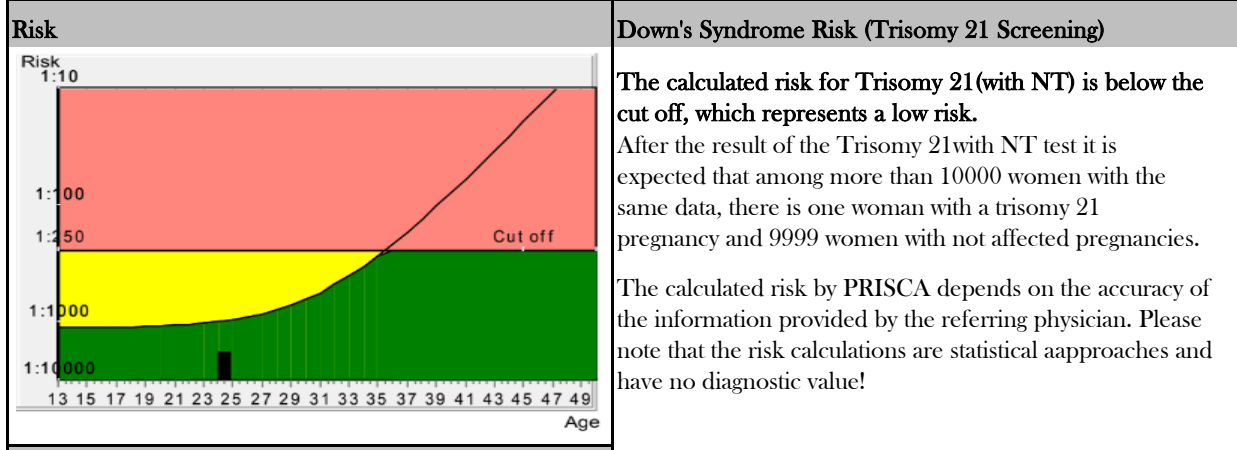 Risk
Risk
1:10
1:100
1:250
Cut off
1:1000
1:10000
13 15 17 19 21 23 25 27 29 31 33 35 37 39 41 43 45 47 49
Age
Down's Syndrome Risk (Trisomy 21 Screening)
The calculated risk for Trisomy 21(with NT) is below the
cut off, which represents a low risk.
After the result of the Trisomy 21with NT test it is
expected that among more than 10000 women with the
same data, there is one woman with a trisomy 21
pregnancy and 9999 women with not affected pregnancies.
The calculated risk by PRISCA depends on the accuracy of
the information provided by the referring physician. Please
note that the risk calculations are statistical aapproaches and
have no diagnostic value!